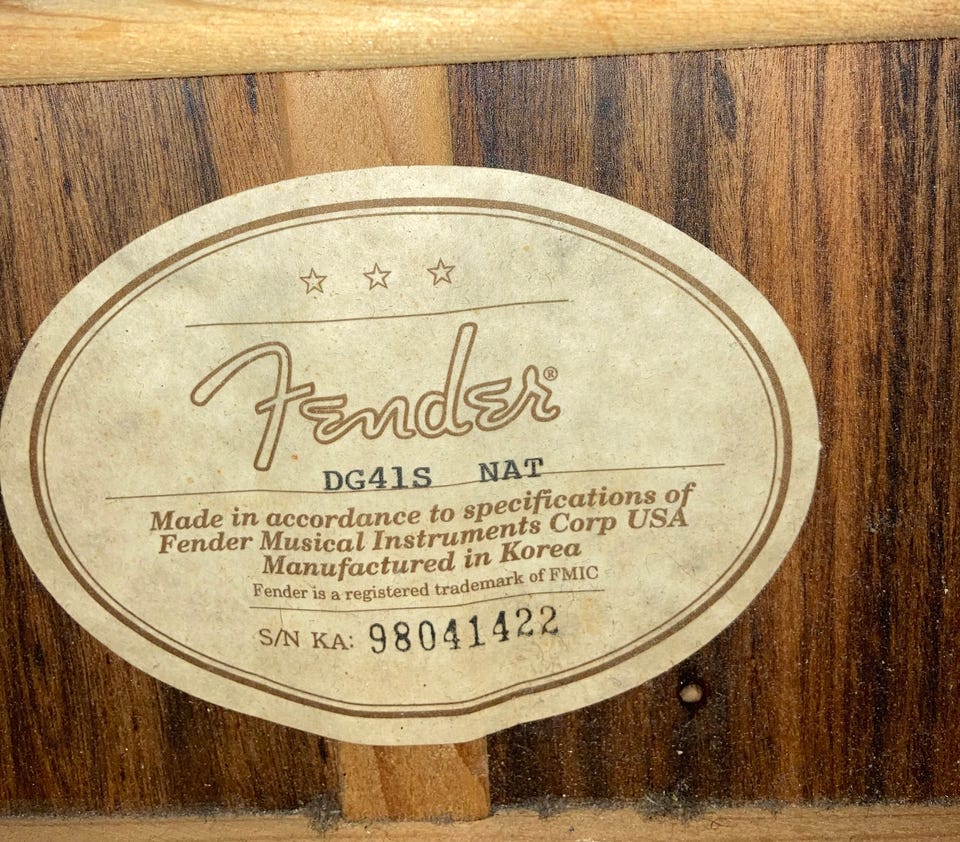 Fender®
DG41S NAT
Made in accordance to specifications of
Fender Musical Instruments Corp USA
Manufactured in Korea
Fender is a registered trademark of FMIC
S/N KA: 98041422